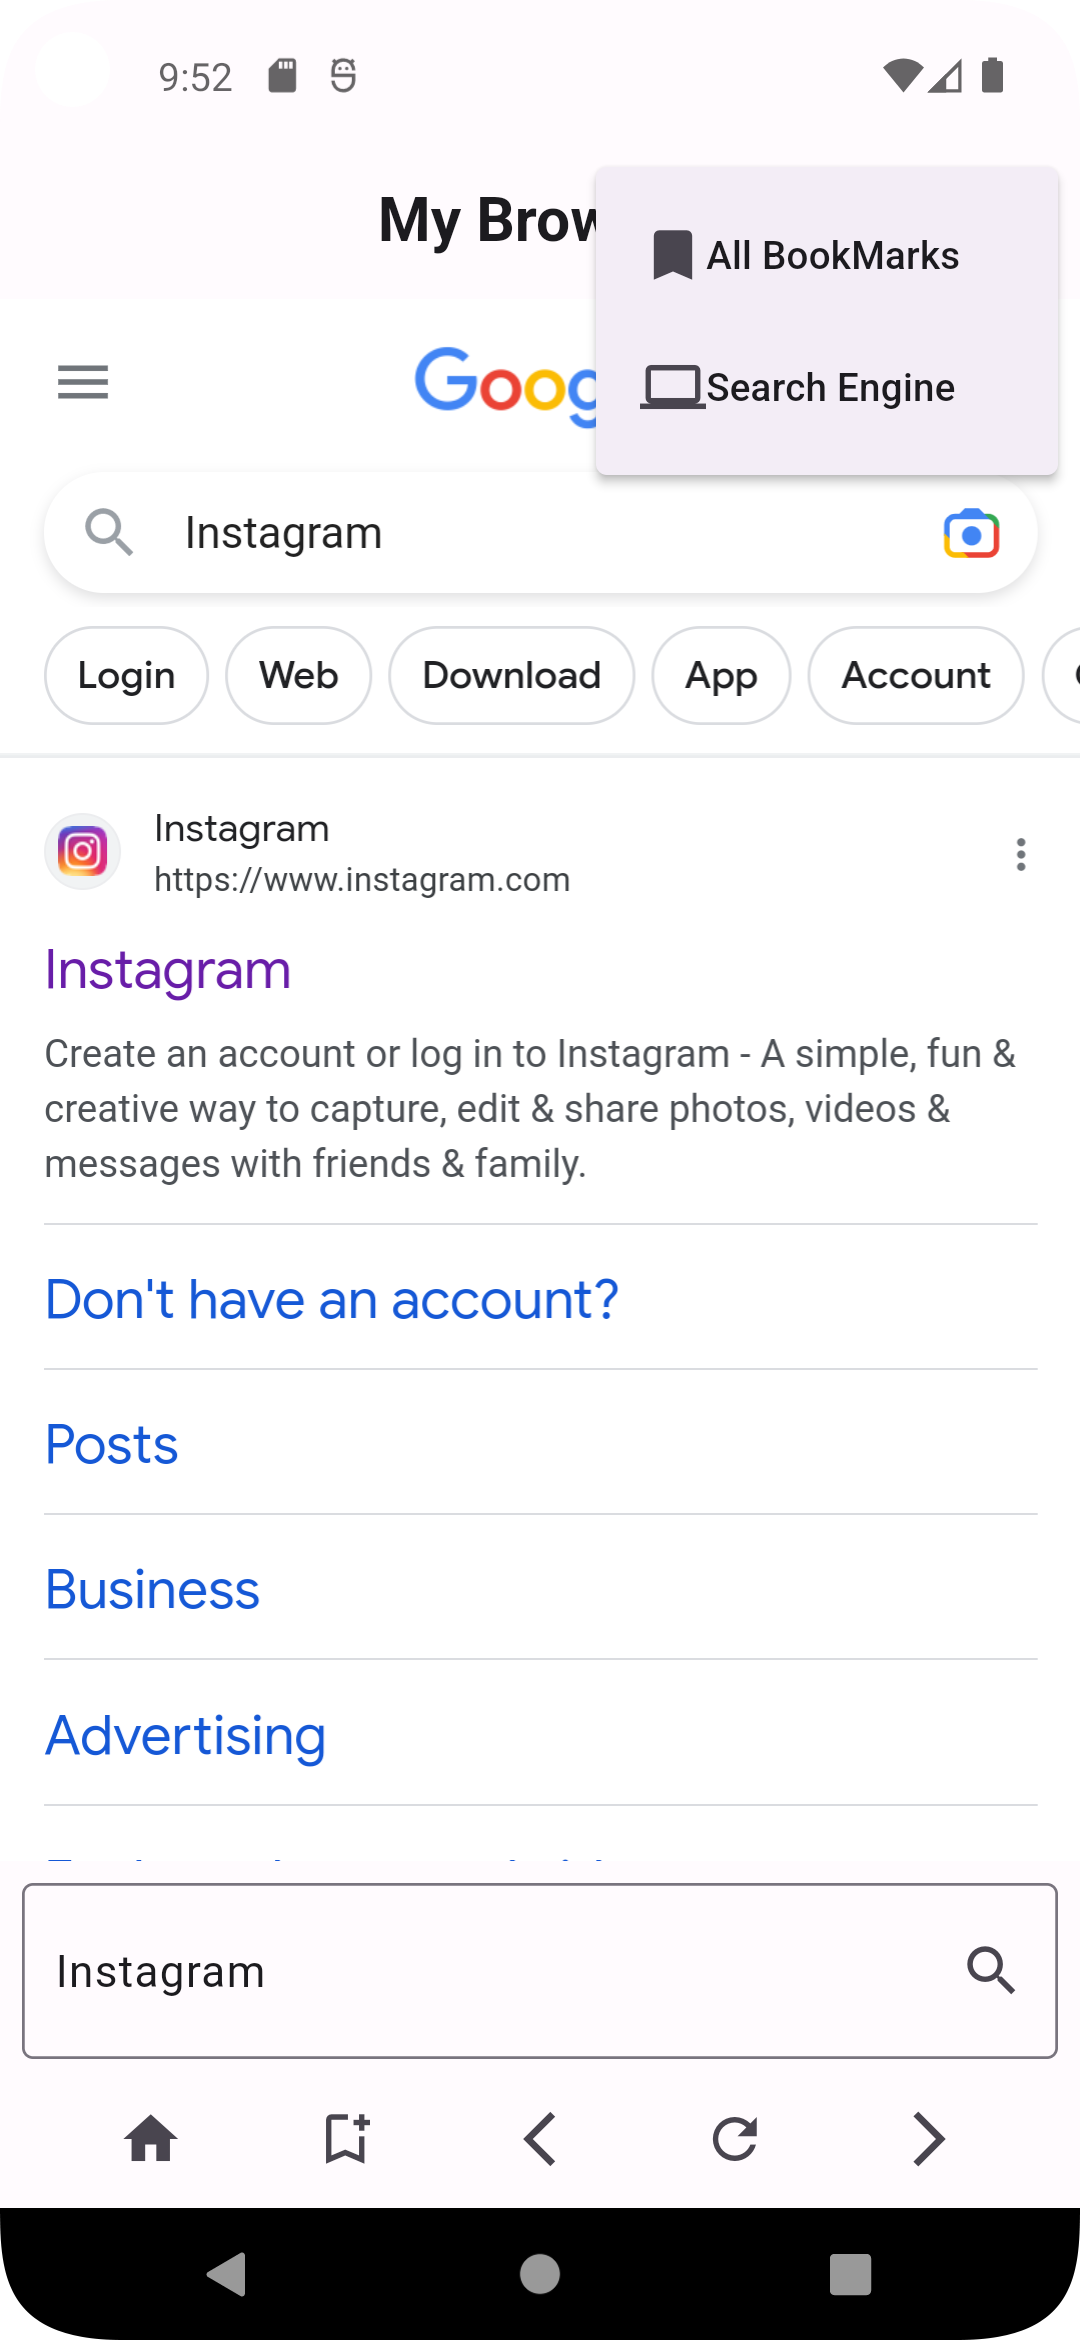 9:52
My Brow
All BookMarks
Search Engine
Goog
Instagram
Login Web Download App Account
Instagram
https://www.instagram.com
Instagram
Create an account or log in to Instagram - A simple, fun &
creative way to capture, edit & share photos, videos &
messages with friends & family.
Don't have an account?
Posts
Business
Advertising
Instagram